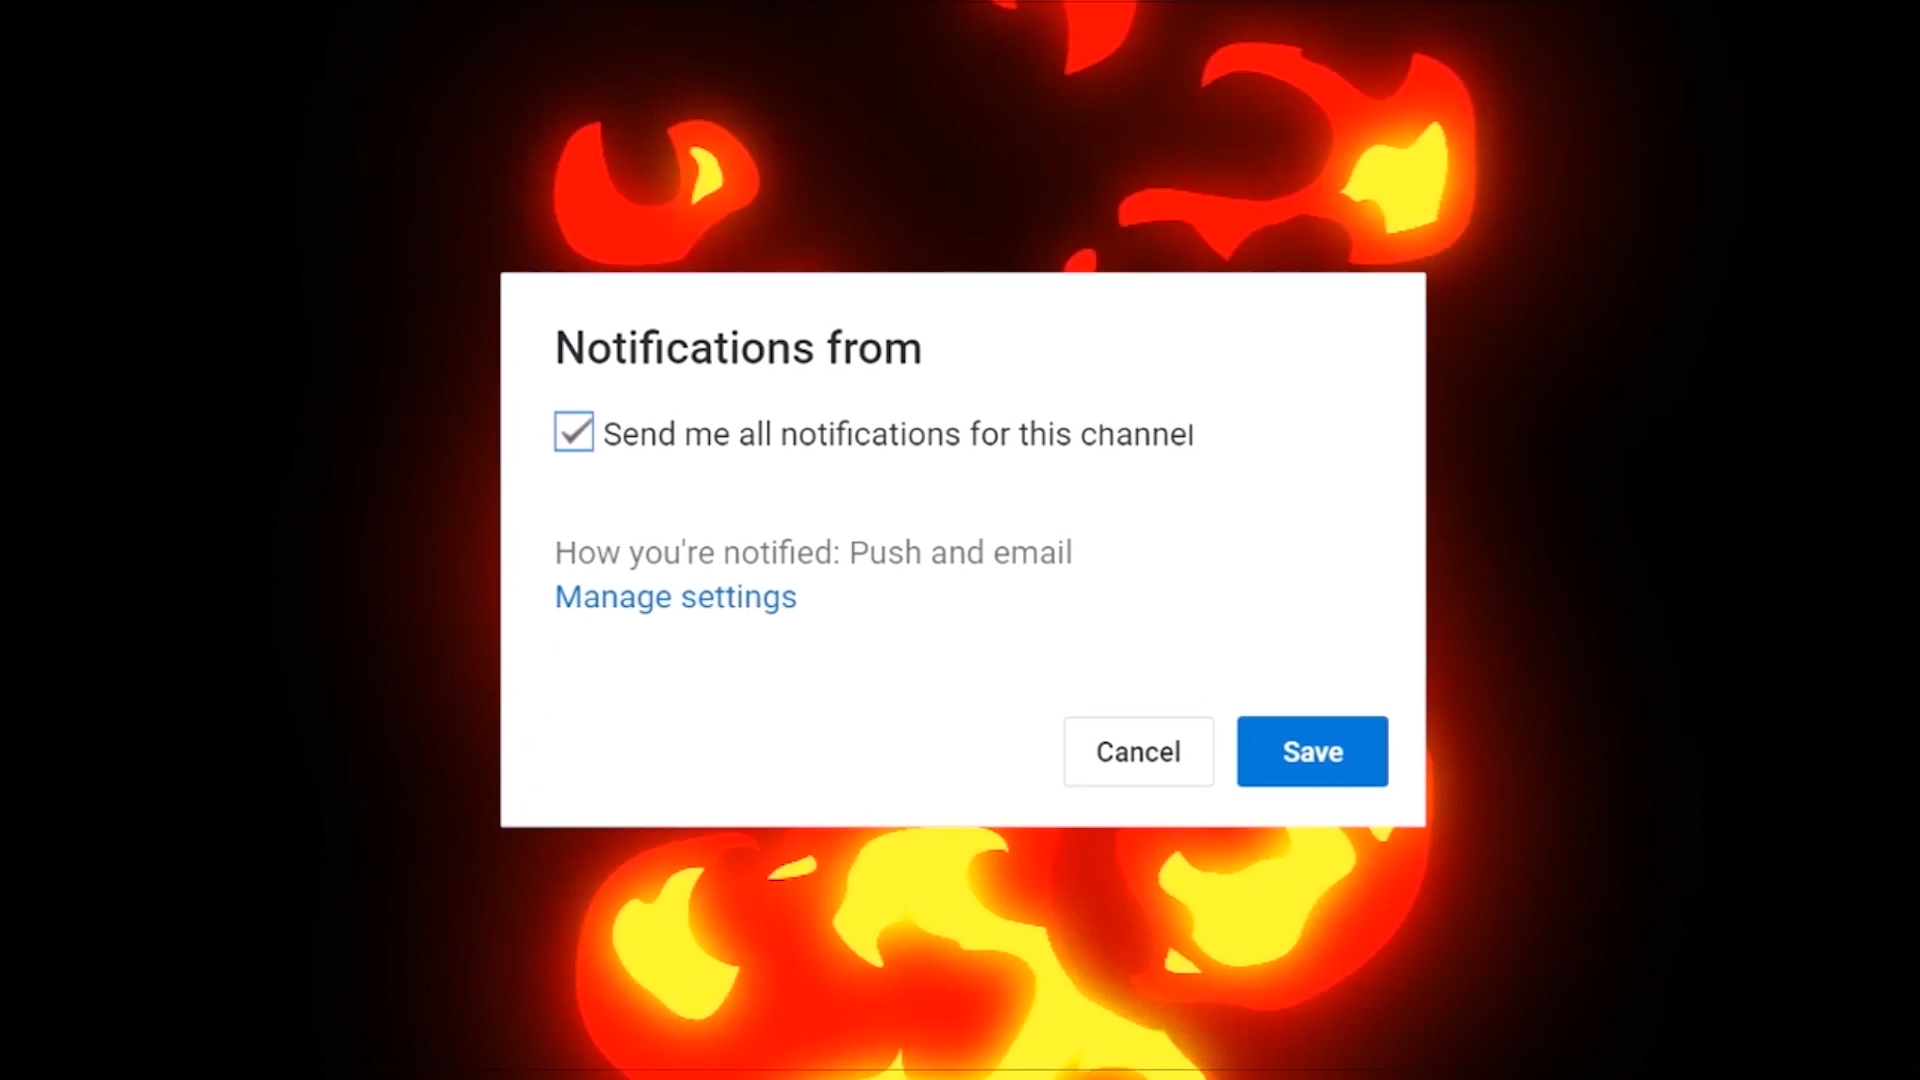 Notifications from
Send me all notifications for this channel
How you're notified: Push and email
Manage settings
Cancel
Save